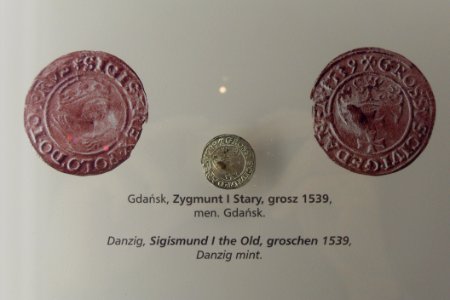 Gdańsk, Zygmunt I Stary, grosz 1539,
men. Gdańsk.
Danzig, Sigismund I the Old, groschen 1539,
Danzig mint.